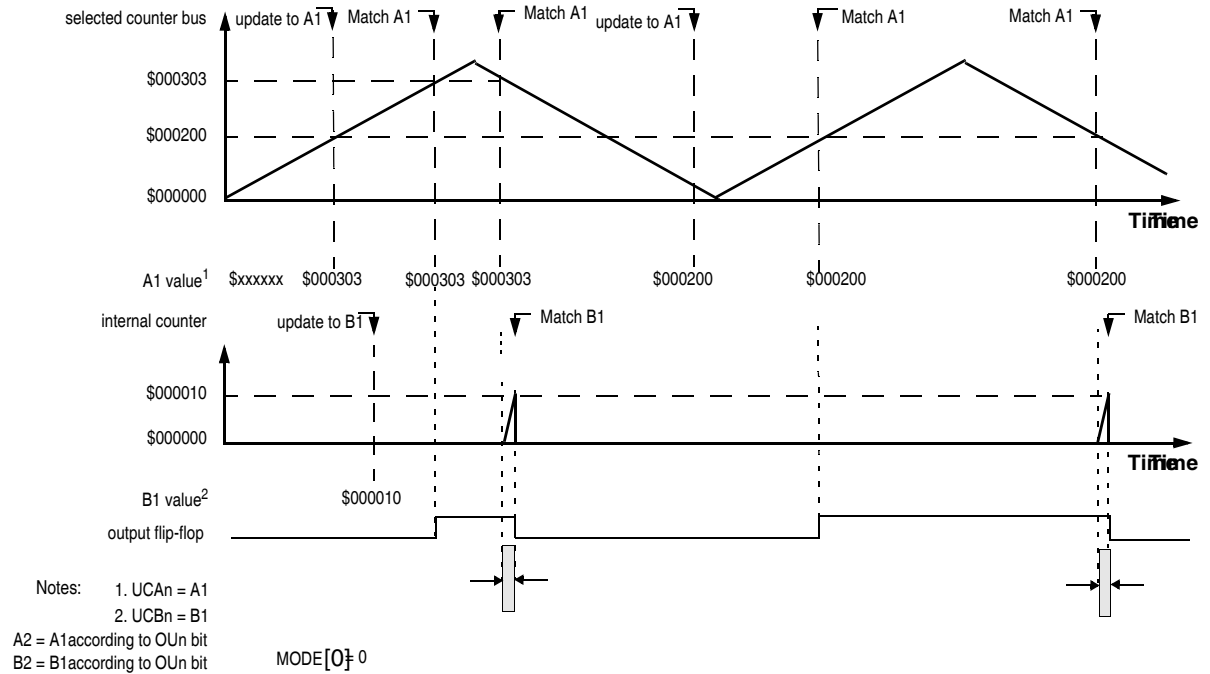 selected counter bus
update to A1
Match A1
Match A1
update to A1
Match A1
Match A1
$000303
$000200
$000000
Time
Time
A1 value1
$xxxxxx
$000303
$000303
$000303
$000200
$000200
$000200
internal counter
update to B1
Match B1
Match B1
$000010
$000000
Time
Time
B1 value2
$000010
output flip-flop
Notes:
1. UCAn = A1
2. UCBn = B1
A2 = A1according to OUn bit
B2 = B1according to OUn bit
MODE[0] = 0